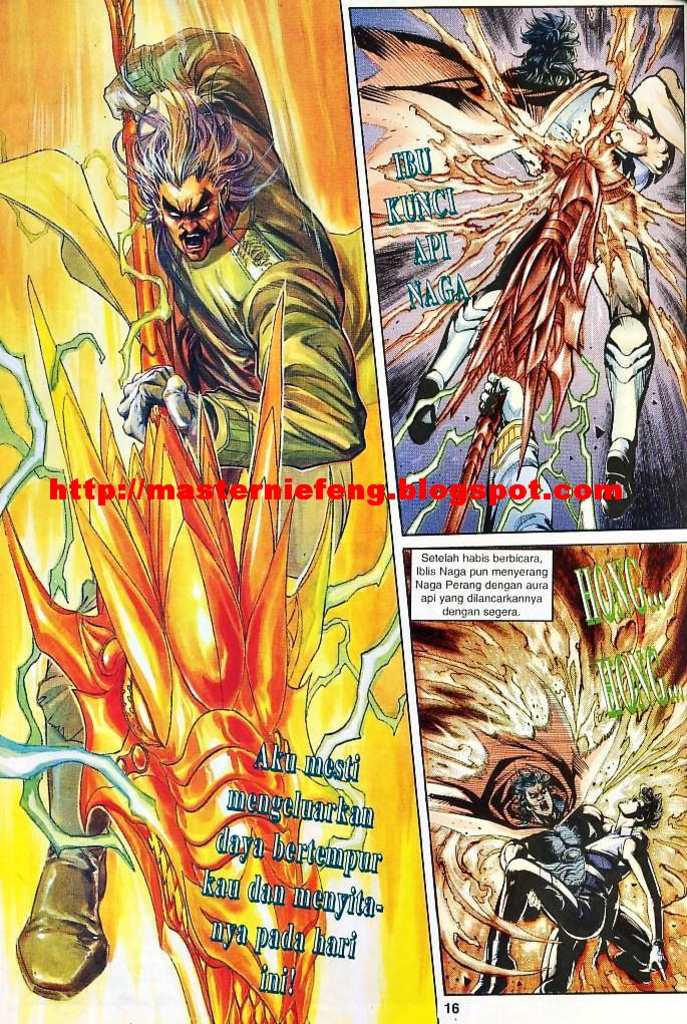 IBU
KUNCI
API
NAGA
http://masterniefeng.blogspot.com
Setelah habis berbicara,
Iblis Naga pun menyerang
Naga Perang dengan aura
api yang dilancarkannya
dengan segera.
HONG...
HONG...
Aku mesti
mengeluarkan
daya bertempur
kau dan menyita-
nya pada hari
ini!
16